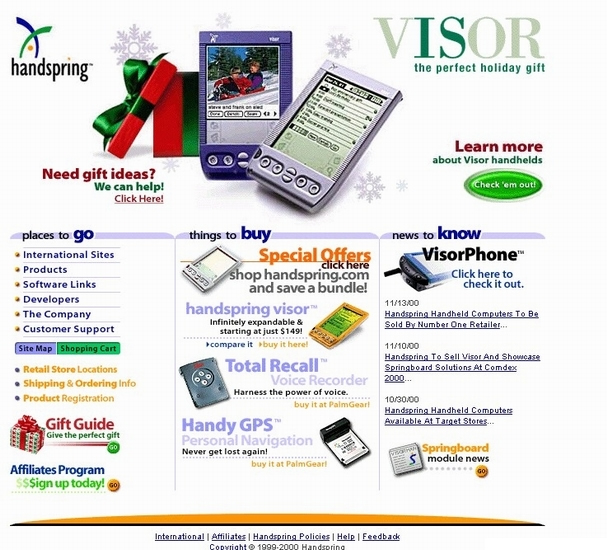 handspring™
VISOR
the perfect holiday gift
visor
steve and frank on sled
Done
Details
Need gift ideas?
We can help!
Click Here!
Learn more
about Visor handhelds
Check 'em out!
places to go
International Sites
Products
Software Links
Developers
The Company
Customer Support
Site Map
Shopping Cart
Retail Store Locations
Shipping & Ordering Info
Product Registration
Gift Guide
Give the perfect gift
GO
Affiliates Program
$$$ign up today!
GO
things to buy
Special Offers
click here
shop handspring.com
and save a bundle!
handspring visor™
Infinitely expandable &
starting at just $149!
compare it buy it here!
Total Recall™
Voice Recorder
Harness the power of voice.
buy it at PalmGear!
Handy GPS™
Personal Navigation
Never get lost again!
buy it at PalmGear!
news to know
VisorPhone™
Click here to
check it out.
11/13/00
Handspring Handheld Computers To Be
Sold By Number One Retailer...
11/10/00
Handspring To Sell Visor And Showcase
Springboard Solutions At Comdex
2000...
10/30/00
Handspring Handheld Computers
Available At Target Stores...
Springboard
module news
GO
International | Affiliates | Handspring Policies | Help | Feedback
Copyright © 1999-2000 Handspring